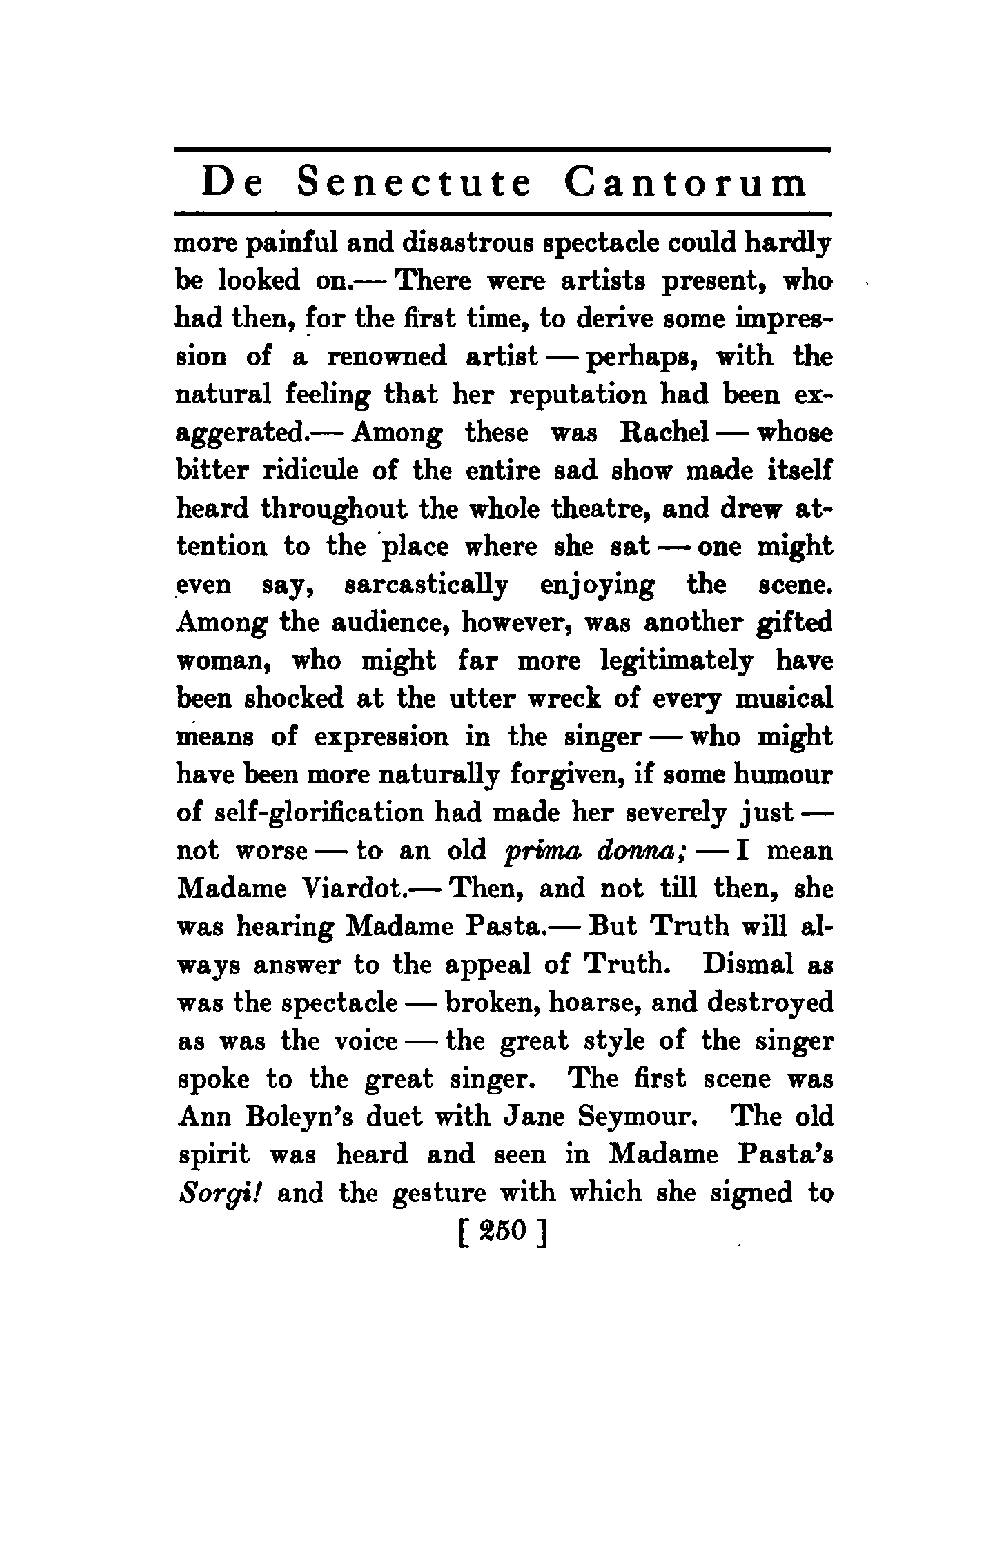 De Senectute Cantorum
more painful and disastrous spectacle could hardly
be looked on.— There were artists present, who
had then, for the first time, to derive some impres-
sion of a renowned artist — perhaps, with the
natural feeling that her reputation had been ex-
aggerated.— Among these was Rachel — whose
bitter ridicule of the entire sad show made itself
heard throughout the whole theatre, and drew at-
tention to the place where she sat — one might
even say, sarcastically enjoying the scene.
Among the audience, however, was another gifted
woman, who might far more legitimately have
been shocked at the utter wreck of every musical
means of expression in the singer — who might
have been more naturally forgiven, if some humour
of self-glorification had made her severely just —
not worse — to an old prima donna; — I mean
Madame Viardot.— Then, and not till then, she
was hearing Madame Pasta.— But Truth will al-
ways answer to the appeal of Truth. Dismal as
was the spectacle — broken, hoarse, and destroyed
as was the voice — the great style of the singer
spoke to the great singer. The first scene was
Ann Boleyn's duet with Jane Seymour. The old
spirit was heard and seen in Madame Pasta's
Sorgi! and the gesture with which she signed to
[ 250 ]